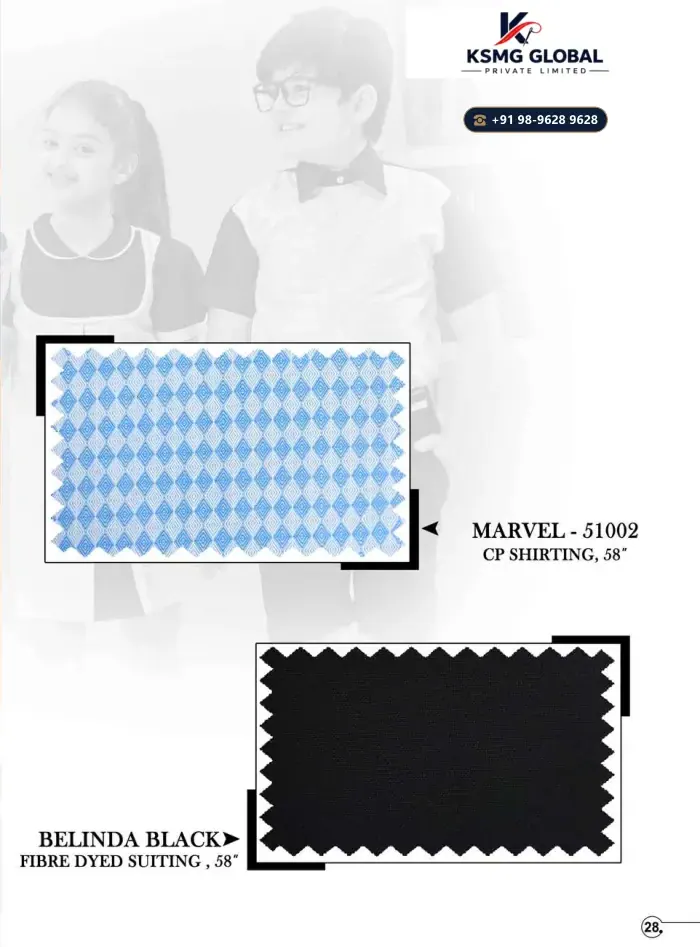 KSMG GLOBAL
PRIVATE LIMITED
+91 98-9628 9628
MARVEL - 51002
CP SHIRTING, 58"
BELINDA BLACK
FIBRE DYED SUITING , 58"
28.